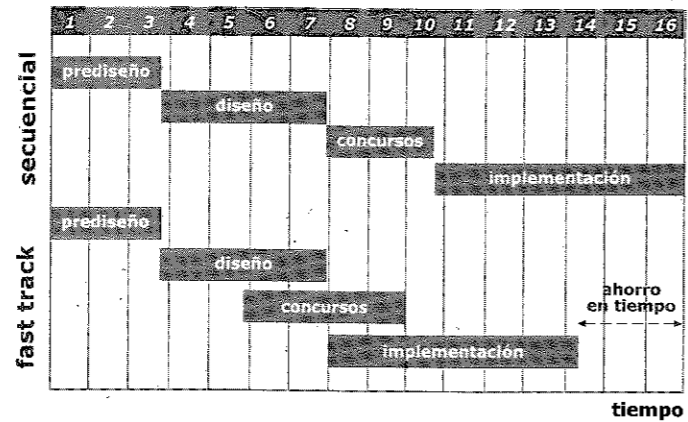 1 2 3 4 5 6 7 8 9 10 11 12 13 14 15 16
secuencial
prediseño
diseño
concursos
implementación
fast track
prediseño
diseño
concursos
implementación
ahorro
en tiempo
tiempo